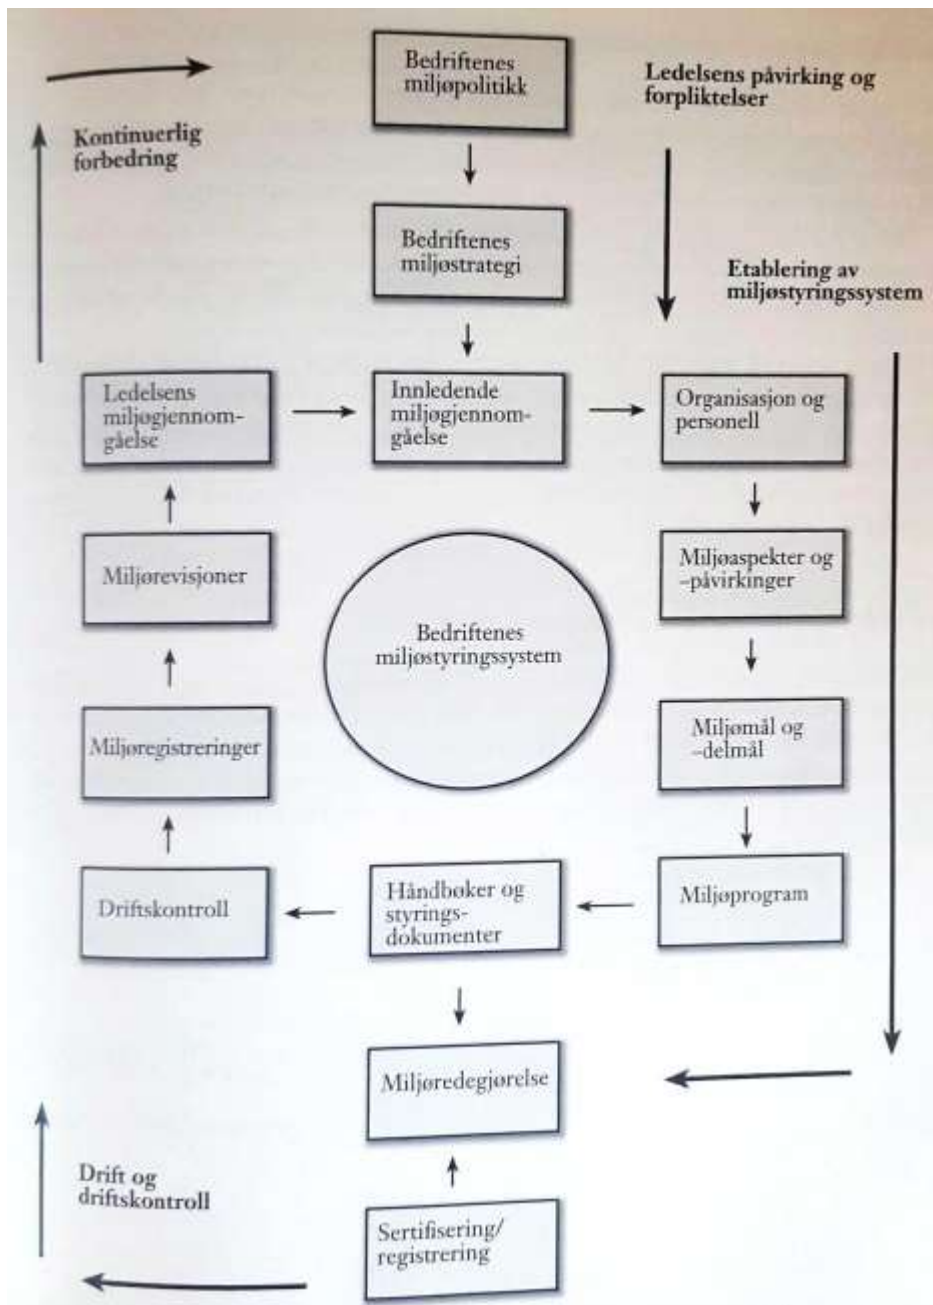 Bedriftenes
miljøpolitikk
Ledelsens påvirking og
forpliktelser
Kontinuerlig
forbedring
Bedriftenes
miljøstrategi
Etablering av
miljøstyringssystem
Ledelsens
miljøgjennom-
gåelse
Innledende
miljøgjennom-
gåelse
Organisasjon og
personell
Miljørevisjoner
Miljøaspekter og
–påvirkinger
Bedriftenes
miljøstyringssystem
Miljøregistreringer
Miljømål og
–delmål
Driftskontroll
Håndbøker og
styrings-
dokumenter
Miljøprogram
Miljøredegjørelse
Drift og
driftskontroll
Sertifisering/
registrering